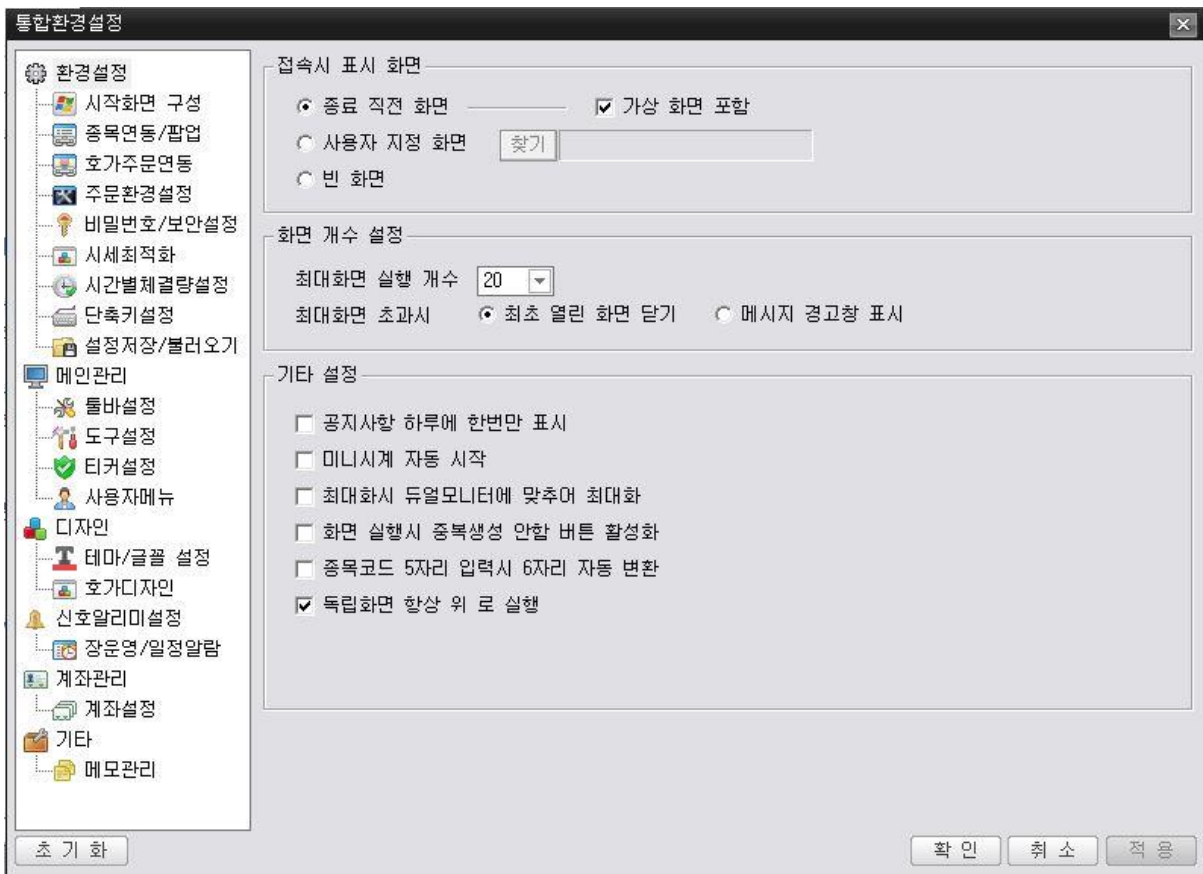 통합환경설정
환경설정
시작화면 구성
종목연동/팝업
호가주문연동
주문환경설정
비밀번호/보안설정
시세최적화
시간별체결량설정
단축키설정
설정저장/불러오기
메인관리
툴바설정
도구설정
티커설정
사용자메뉴
디자인
테마/글꼴 설정
호가디자인
신호알리미설정
장운영/일정알람
계좌관리
계좌설정
기타
메모관리
접속시 표시 화면
종료 직전 화면 가상 화면 포함
사용자 지정 화면 찾기
빈 화면
화면 개수 설정
최대화면 실행 개수 20
최대화면 초과시 최초 열린 화면 닫기 메시지 경고창 표시
기타 설정
공지사항 하루에 한번만 표시
미니시계 자동 시작
최대화시 듀얼모니터에 맞추어 최대화
화면 실행시 중복생성 안함 버튼 활성화
종목코드 5자리 입력시 6자리 자동 변환
독립화면 항상 위 로 실행
초 기 화 확 인 취 소 적 용